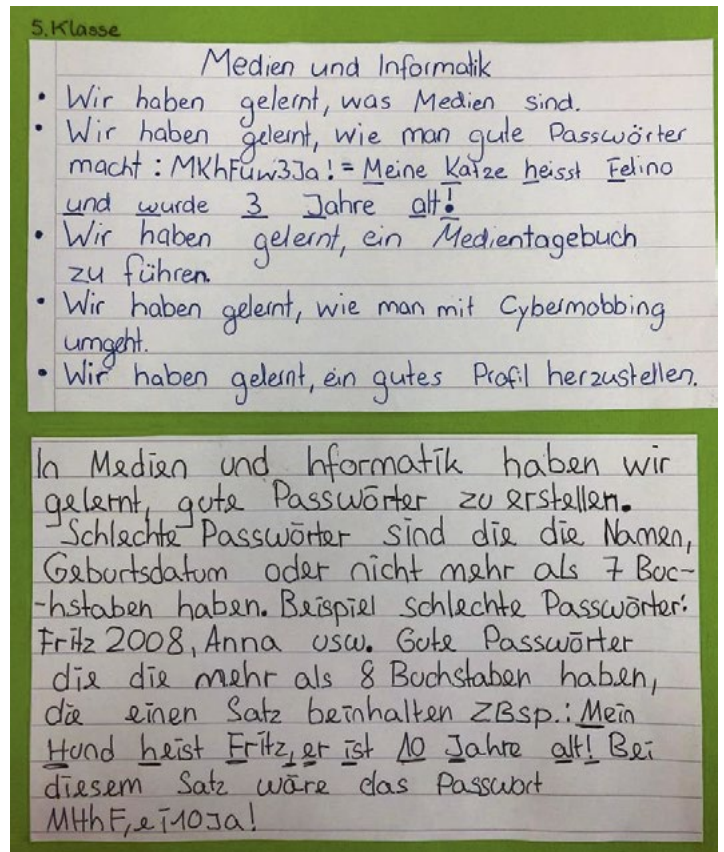 5. Klasse
Medien und Informatik
• Wir haben gelernt, was Medien sind.
• Wir haben gelernt, wie man gute Passwörter
macht : MKhFuw3Ja! = Meine Katze heisst Felino
und wurde 3 Jahre alt!
• Wir haben gelernt, ein Medientagebuch
zu führen.
• Wir haben gelernt, wie man mit Cybermobbing
umgeht.
• Wir haben gelernt, ein gutes Profil herzustellen.
In Medien und Informatik haben wir
gelernt, gute Passwörter zu erstellen.
Schlechte Passwörter sind die die Namen,
Geburtsdatum oder nicht mehr als 7 Buc-
-hstaben haben. Beispiel schlechte Passwörter:
Fritz 2008, Anna usw. Gute Passwörter
die die mehr als 8 Buchstaben haben,
die einen Satz beinhalten ZBsp.: Mein
Hund heist Fritz, er ist 10 Jahre alt! Bei
diesem Satz wäre das Passwort
MHhF,ei10Ja!